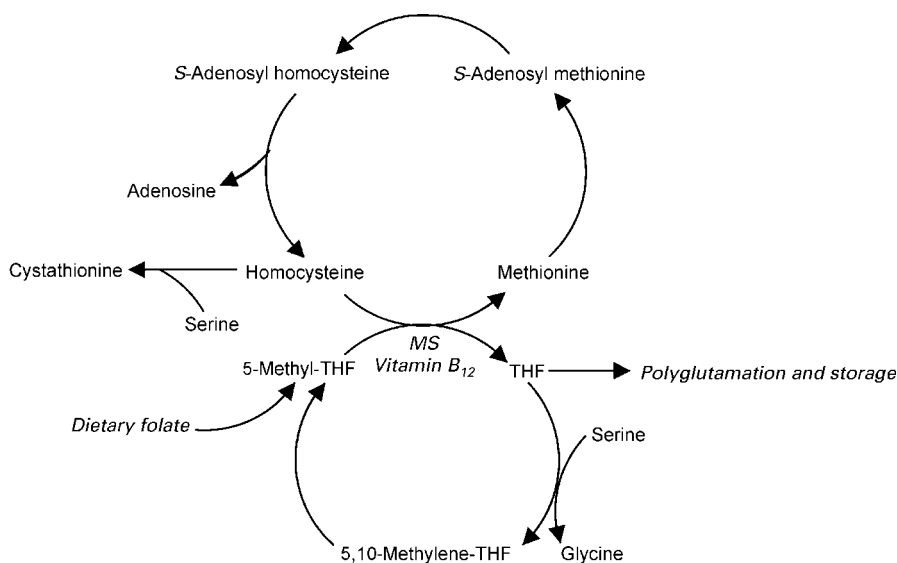 S-Adenosyl homocysteine
S-Adenosyl methionine
Adenosine
Cystathionine
Homocysteine
Methionine
Serine
MS
Vitamin B12
5-Methyl-THF
THF
Polyglutamation and storage
Dietary folate
Serine
5,10-Methylene-THF
Glycine